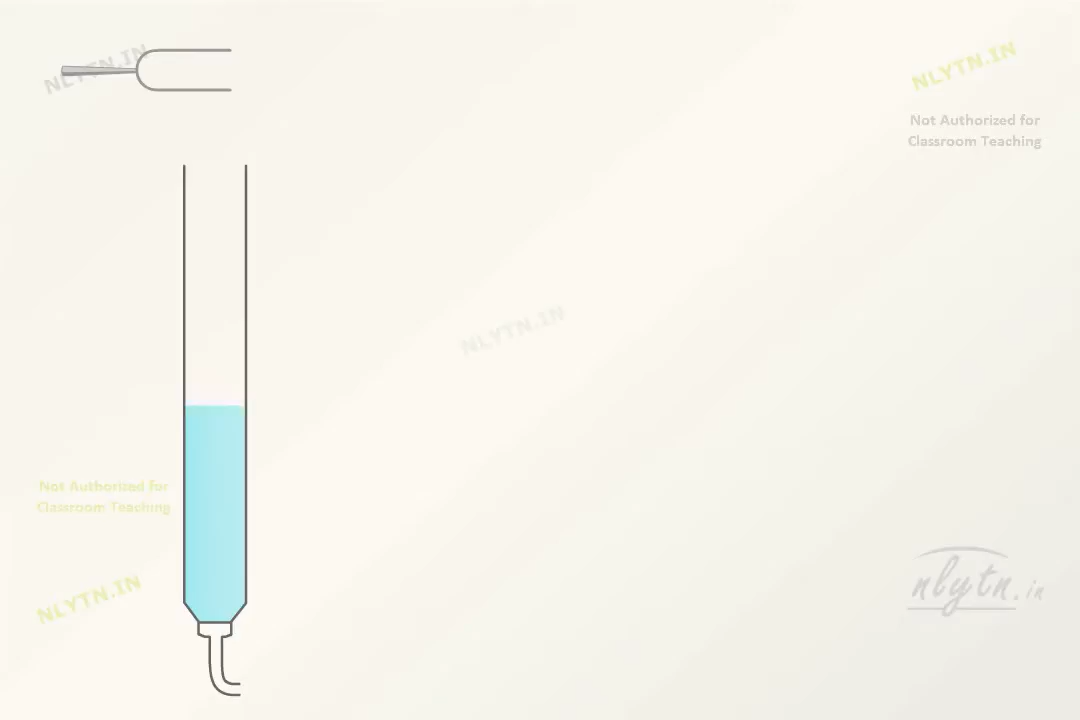 NLYTN.IN
NLYTN.IN
Not Authorized for
Classroom Teaching
NLYTN.IN
Not Authorized for
Classroom Teaching
NLYTN.IN
nlytn.in